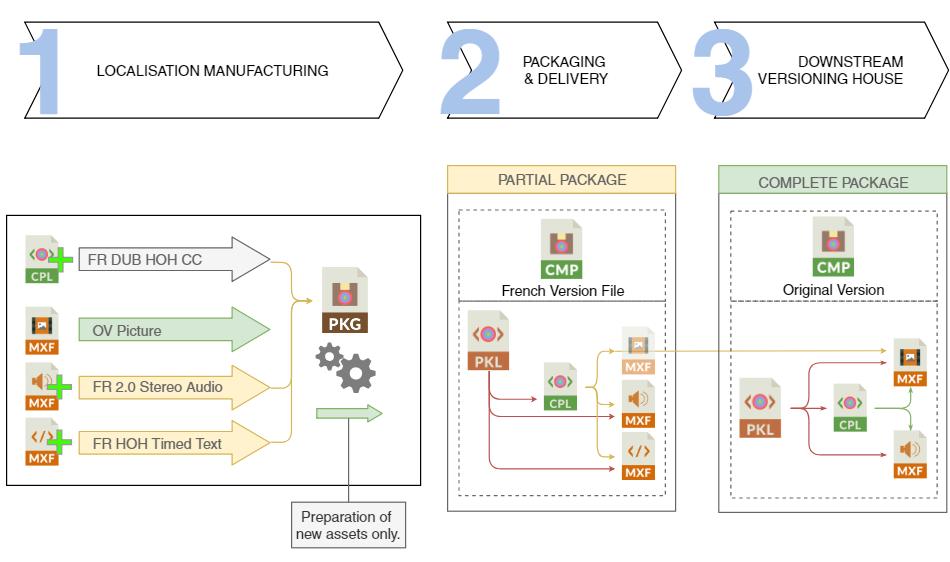 1
LOCALISATION MANUFACTURING
2
PACKAGING
& DELIVERY
3
DOWNSTREAM
VERSIONING HOUSE
CPL
FR DUB HOH CC
MXF
OV Picture
MXF
FR 2.0 Stereo Audio
MXF
FR HOH Timed Text
PKG
Preparation of
new assets only.
PARTIAL PACKAGE
CMP
French Version File
PKL
CPL
MXF
MXF
MXF
COMPLETE PACKAGE
CMP
Original Version
PKL
CPL
MXF
MXF